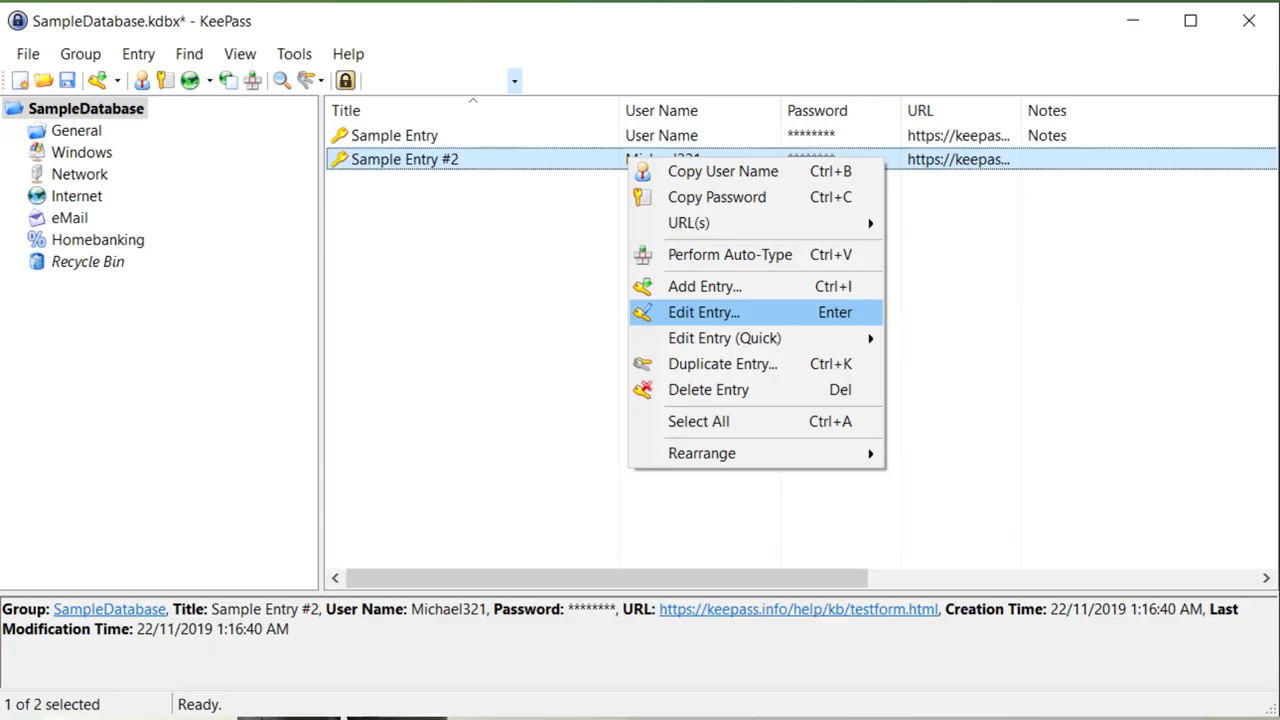 SampleDatabase.kdbx* - KeePass
File Group Entry Find View Tools Help
SampleDatabase
General
Windows
Network
Internet
eMail
Homebanking
Recycle Bin
Title User Name Password URL Notes
Sample Entry User Name ******** https://keepas... Notes
Sample Entry #2 Michael321 ******** https://keepas...
Copy User Name Ctrl+B
Copy Password Ctrl+C
URL(s)
Perform Auto-Type Ctrl+V
Add Entry... Ctrl+I
Edit Entry... Enter
Edit Entry (Quick)
Duplicate Entry... Ctrl+K
Delete Entry Del
Select All Ctrl+A
Rearrange
Group: SampleDatabase, Title: Sample Entry #2, User Name: Michael321, Password: ********, URL: https://keepass.info/help/kb/testform.html, Creation Time: 22/11/2019 1:16:40 AM, Last
Modification Time: 22/11/2019 1:16:40 AM
1 of 2 selected Ready.